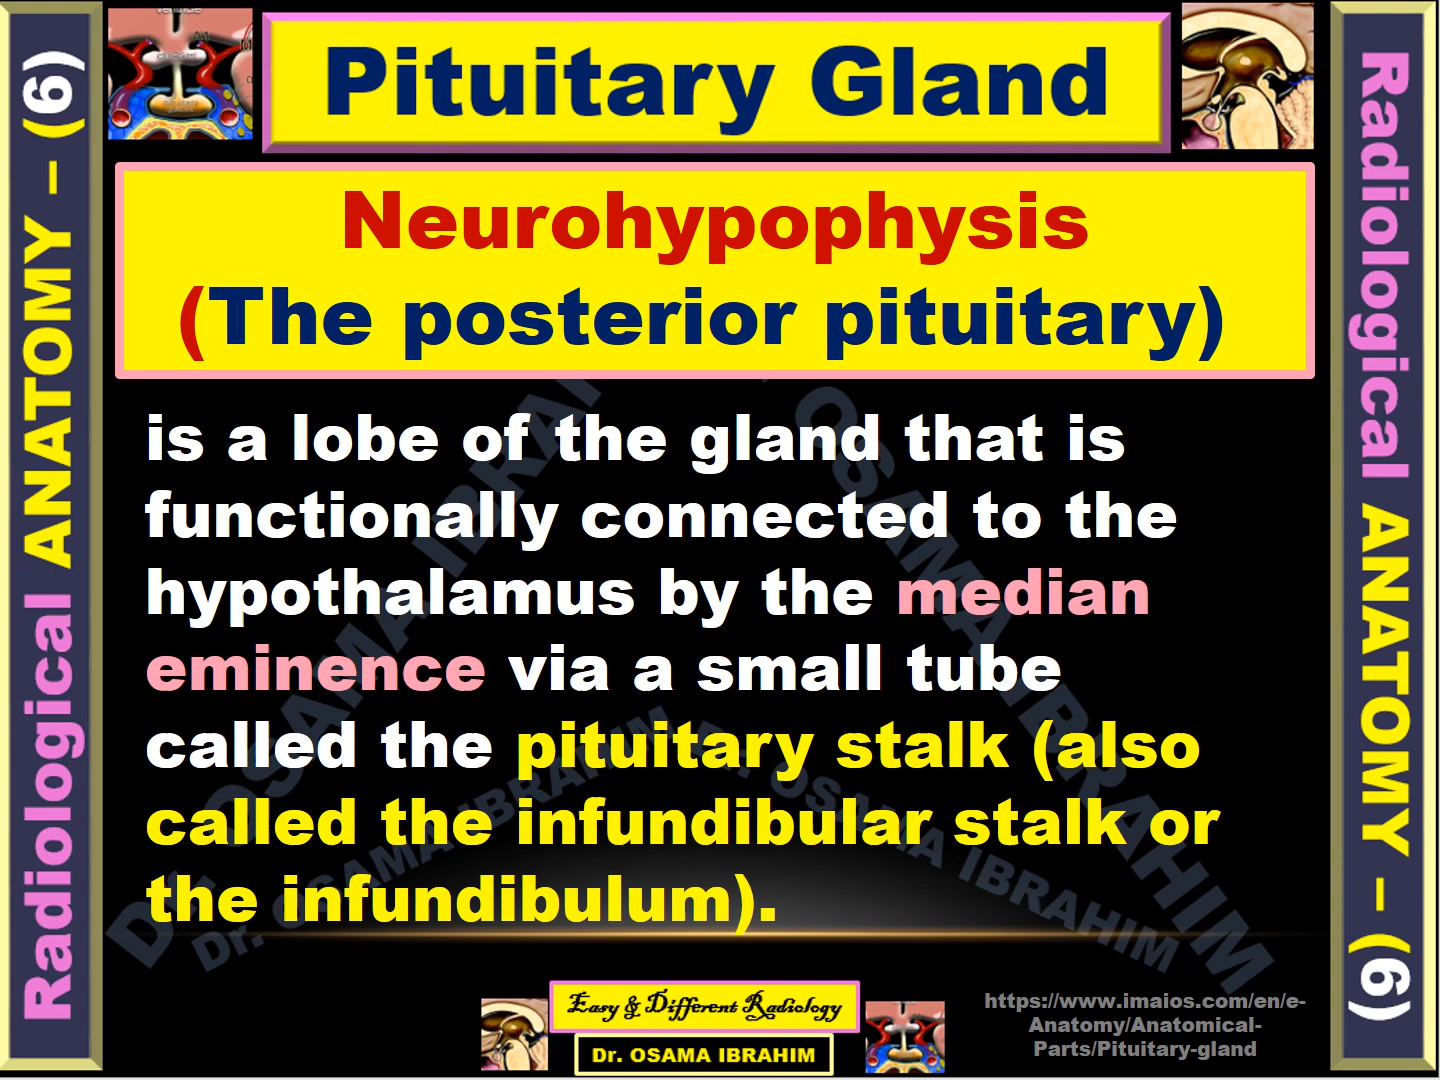 Pituitary Gland
Neurohypophysis
(The posterior pituitary)
is a lobe of the gland that is
functionally connected to the
hypothalamus by the median
eminence via a small tube
called the pituitary stalk (also
called the infundibular stalk or
the infundibulum).
Radiological ANATOMY – (6)
Radiological ANATOMY – (6)
Dr. OSAMA IBRAHIM
Easy & Different Radiology
Dr. OSAMA IBRAHIM
https://www.imaios.com/en/e-
Anatomy/Anatomical-
Parts/Pituitary-gland